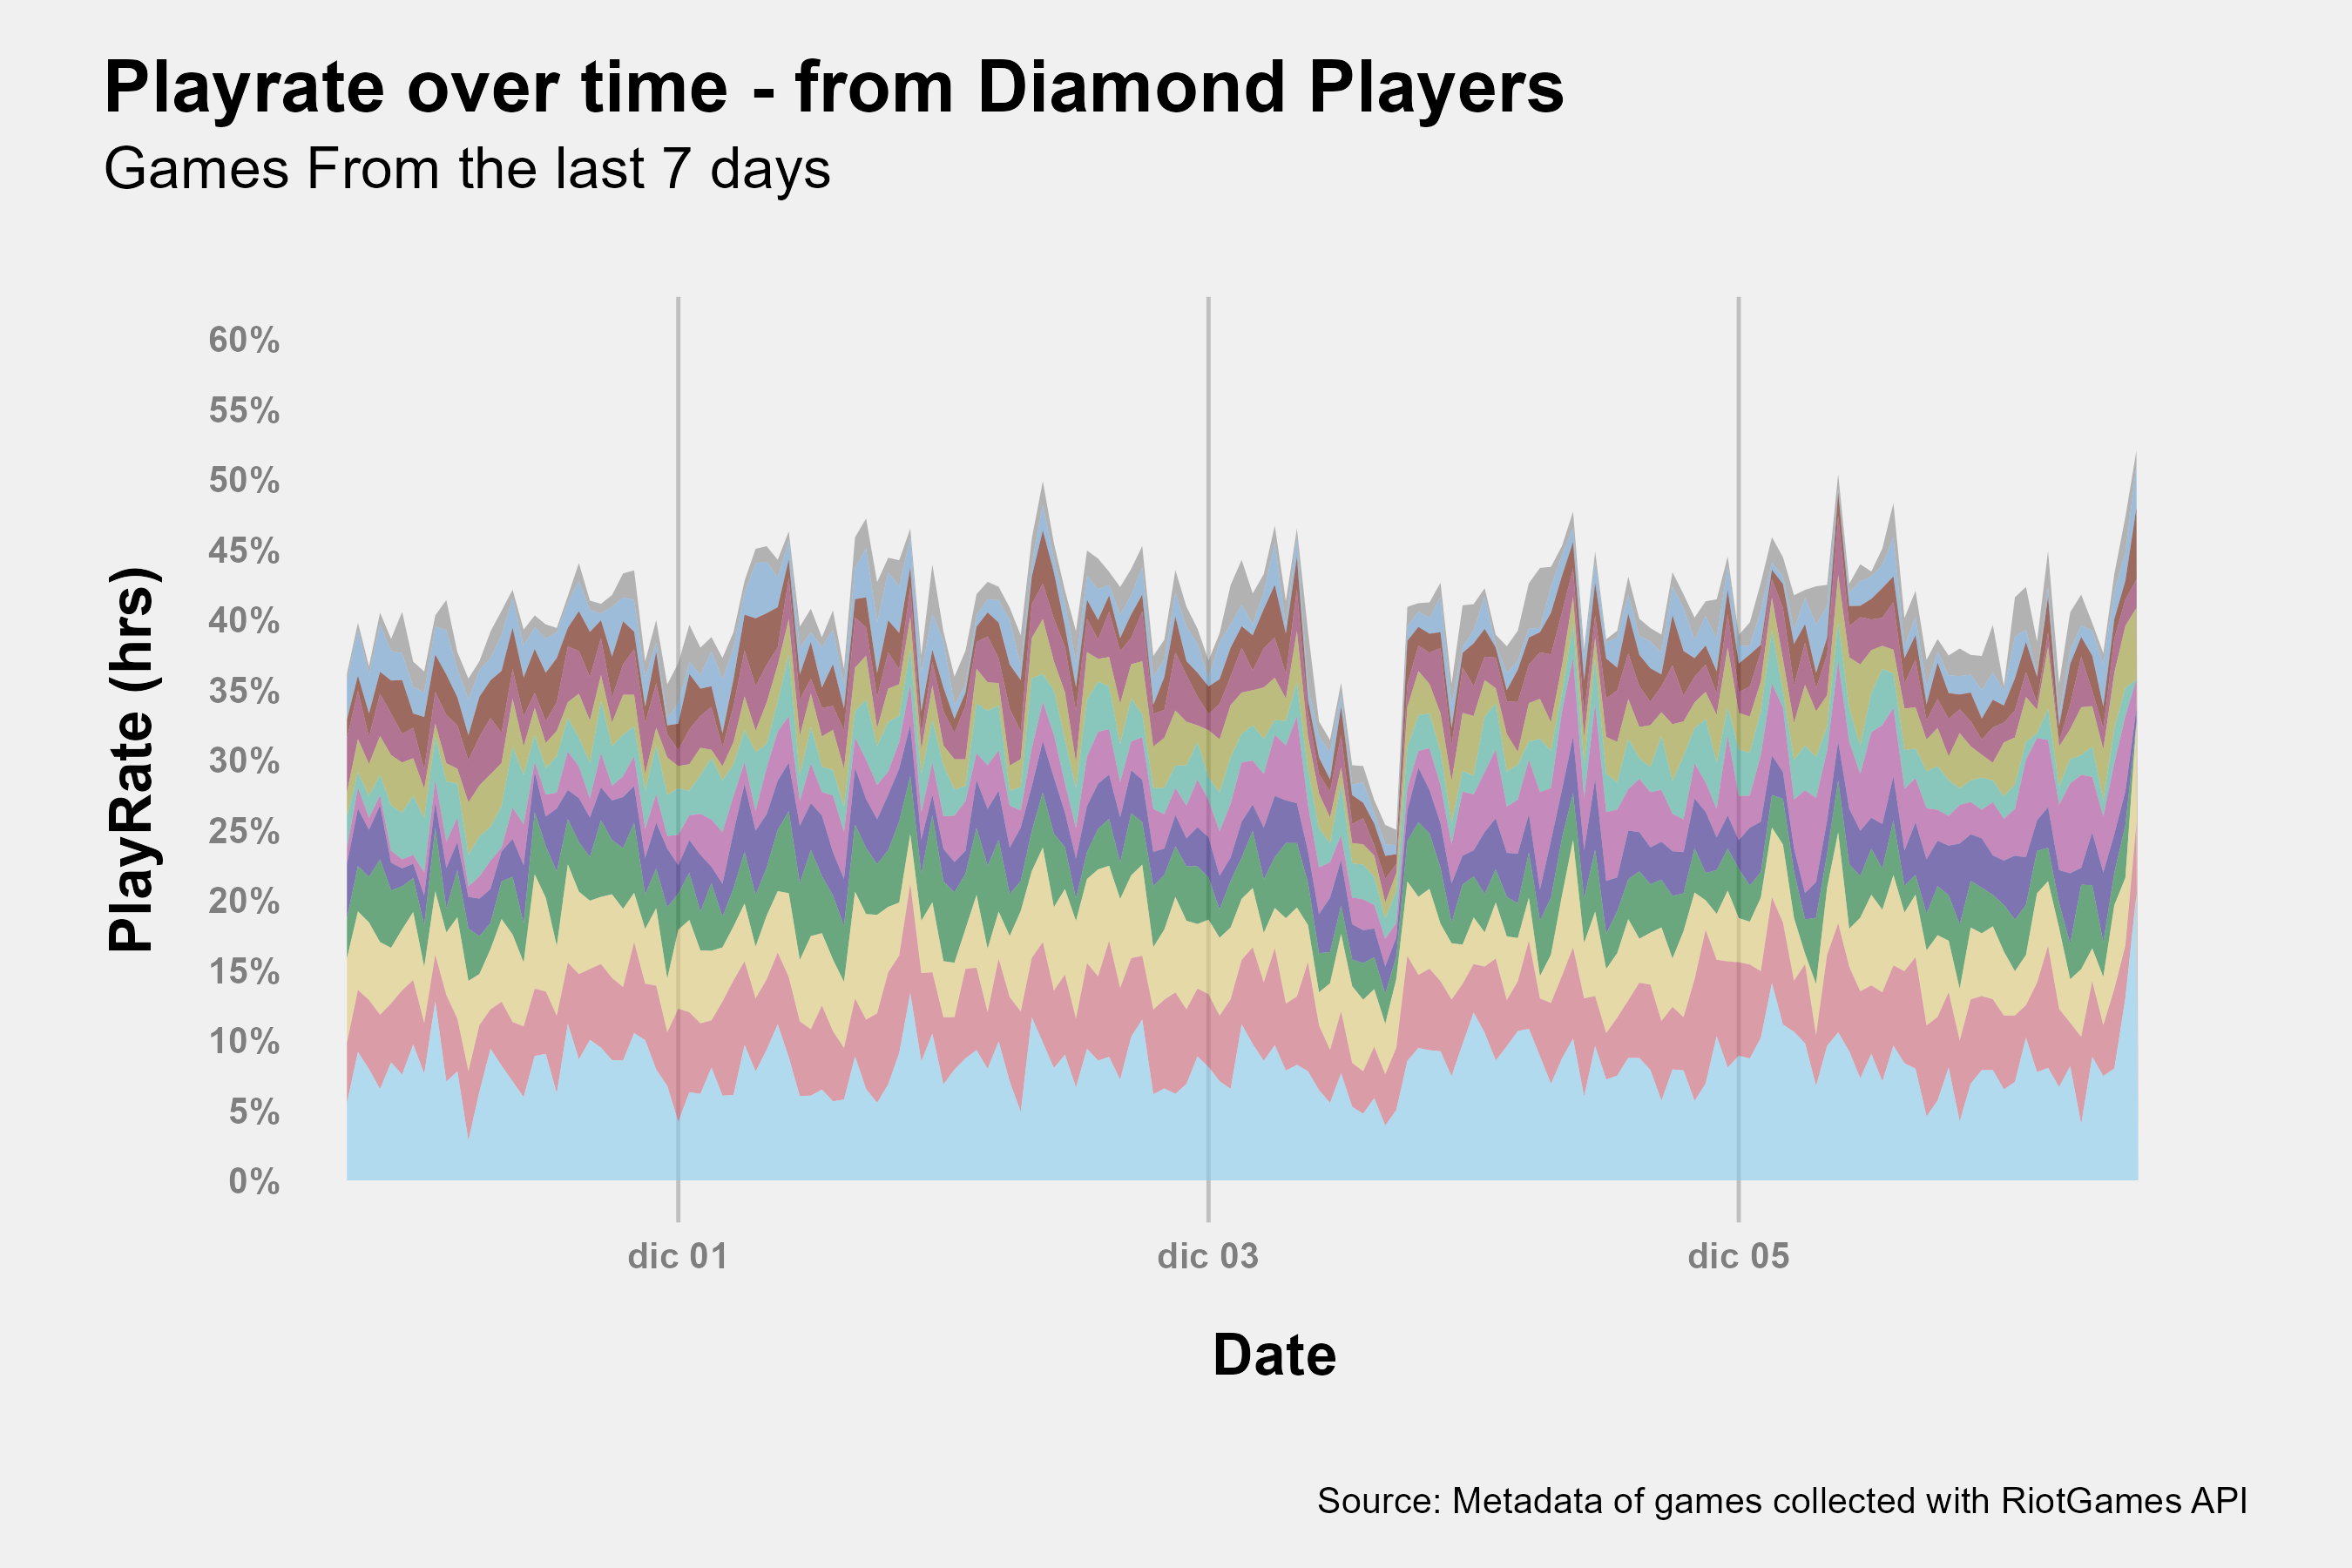 Playrate over time - from Diamond Players
Games From the last 7 days
PlayRate (hrs)
60%
55%
50%
45%
40%
35%
30%
25%
20%
15%
10%
5%
0%
dic 01
dic 03
dic 05
Date
Source: Metadata of games collected with RiotGames API